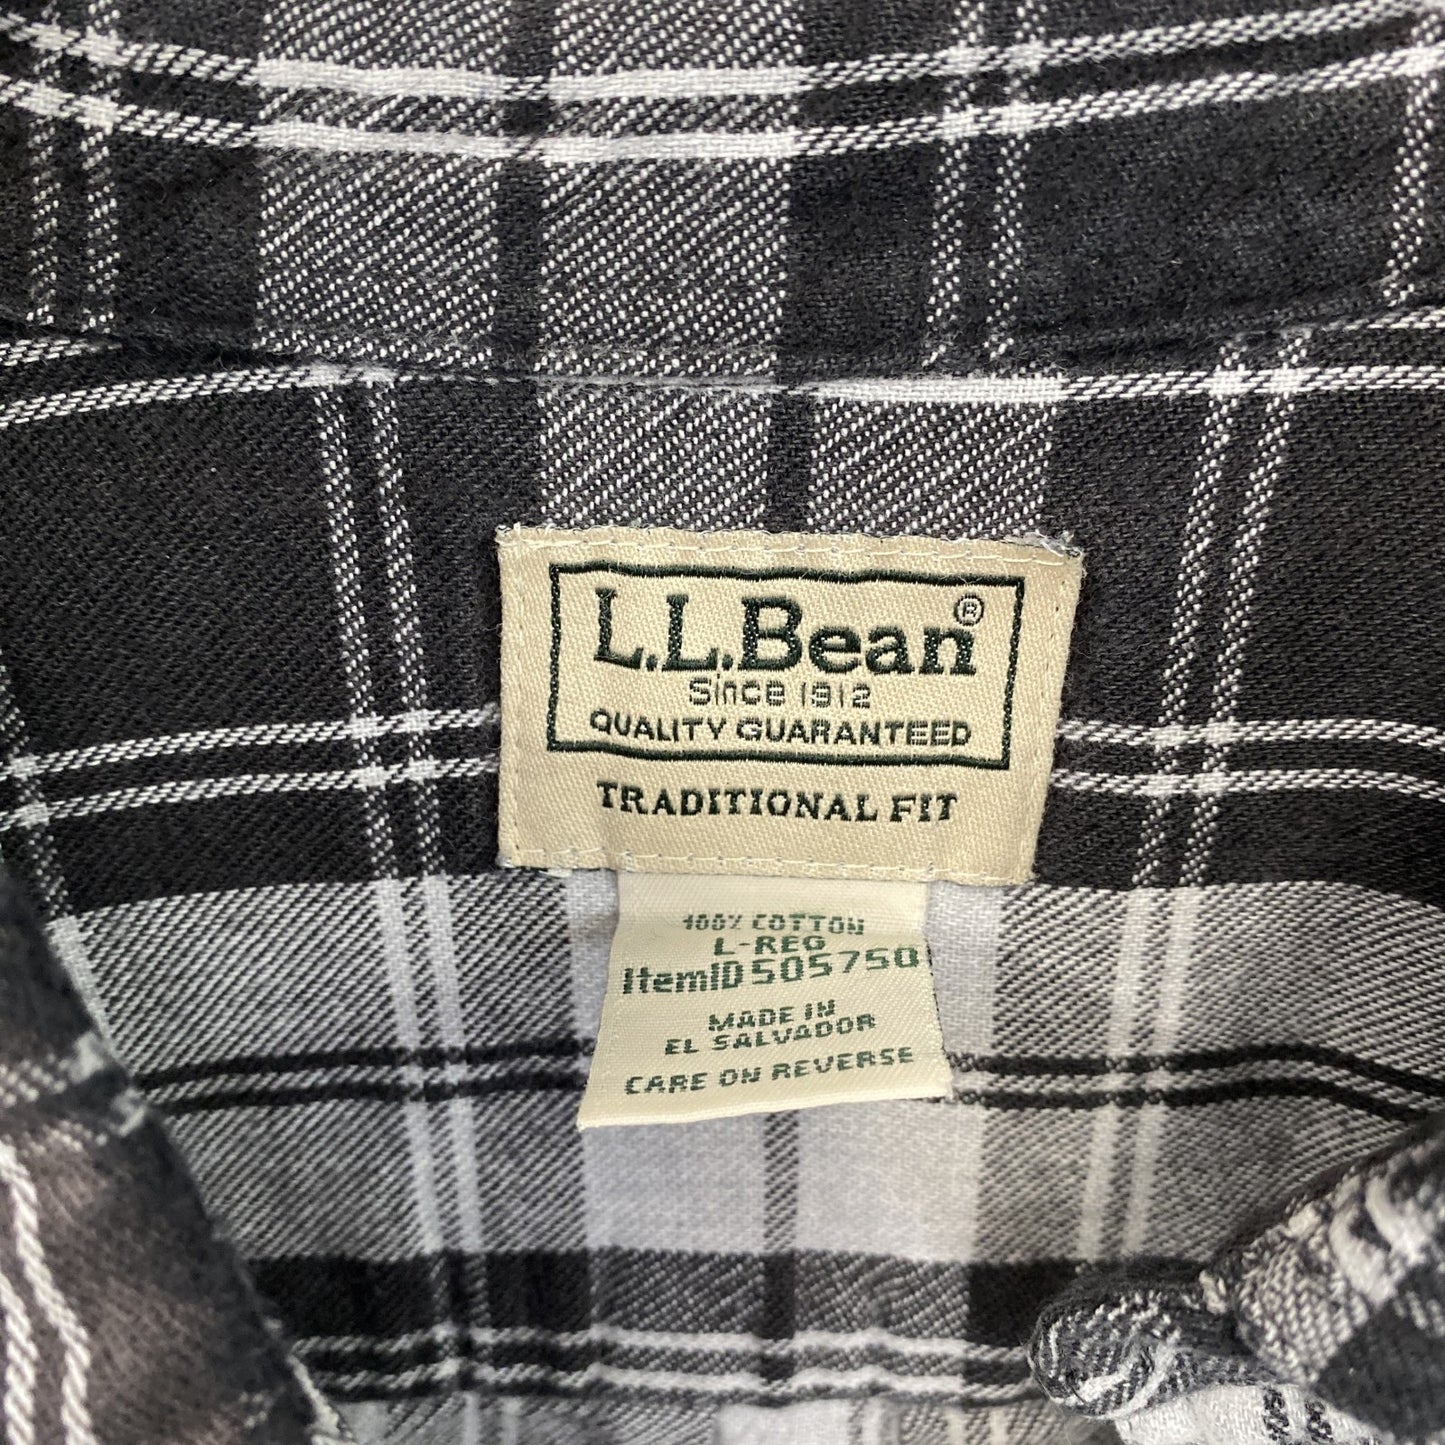 L.L.Bean®
Since 1912
QUALITY GUARANTEED
TRADITIONAL FIT
100% COTTON
L-REG
ItemID 505750
MADE IN
EL SALVADOR
CARE ON REVERSE